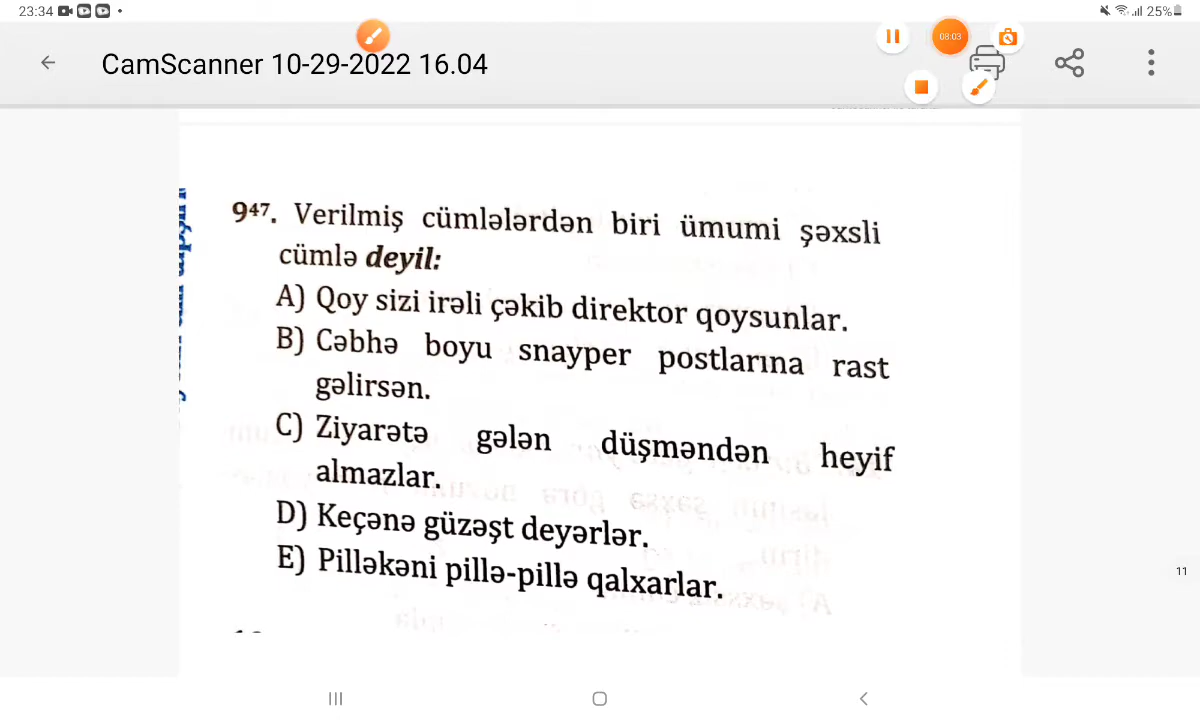 23:34
25%
CamScanner 10-29-2022 16.04
08:03
947. Verilmiş cümlələrdən biri ümumi şəxsli
cümlə deyil:
A) Qoy sizi irəli çəkib direktor qoysunlar.
B) Cəbhə boyu snayper postlarına rast
gəlirsən.
C) Ziyarətə gələn düşməndən heyif
almazlar.
D) Keçənə güzəşt deyərlər.
E) Pilləkəni pillə-pillə qalxarlar.
11